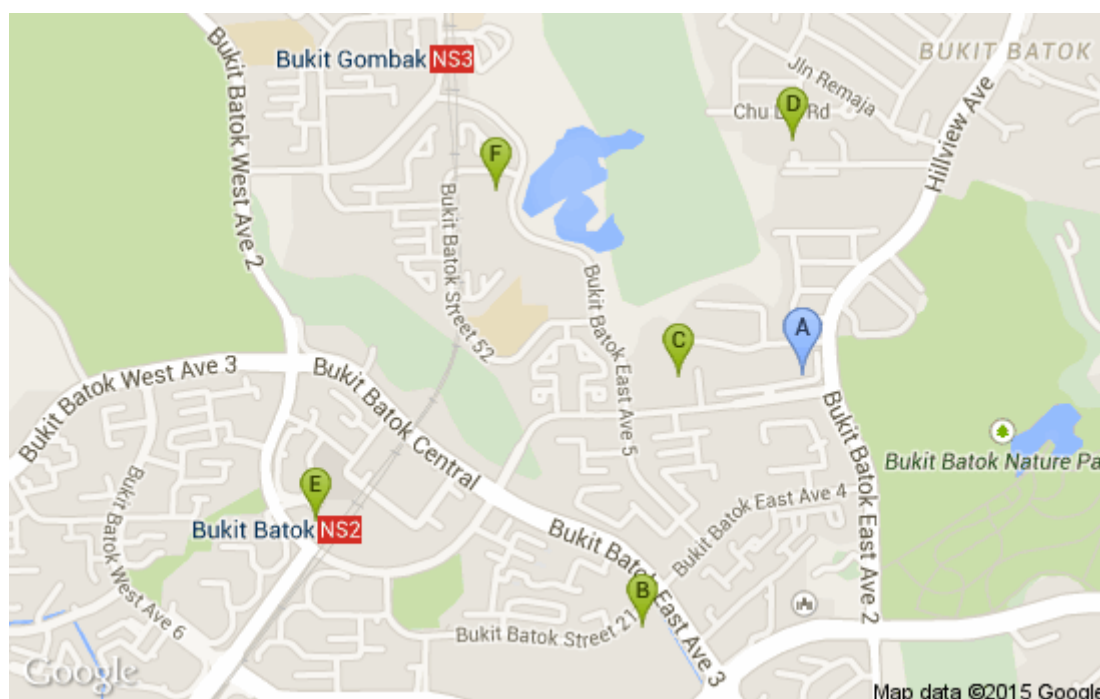 Bukit Gombak NS3
BUKIT BATOK
Jln Remaja
D
Rd
Hillview Ave
Bukit Batok West Ave 2
F
Bukit Batok Street 52
Bukit Batok East Ave 5
A
C
Bukit Batok West Ave 3
Bukit Batok Central
Bukit Batok East Ave 2
Bukit Batok Nature Pa
E
Bukit Batok NS2
Bukit Batok East Ave 4
Bukit Batok West Ave 6
Bukit Batok East Ave 3
B
Bukit Batok Street 21
Google
Map data ©2015 Google